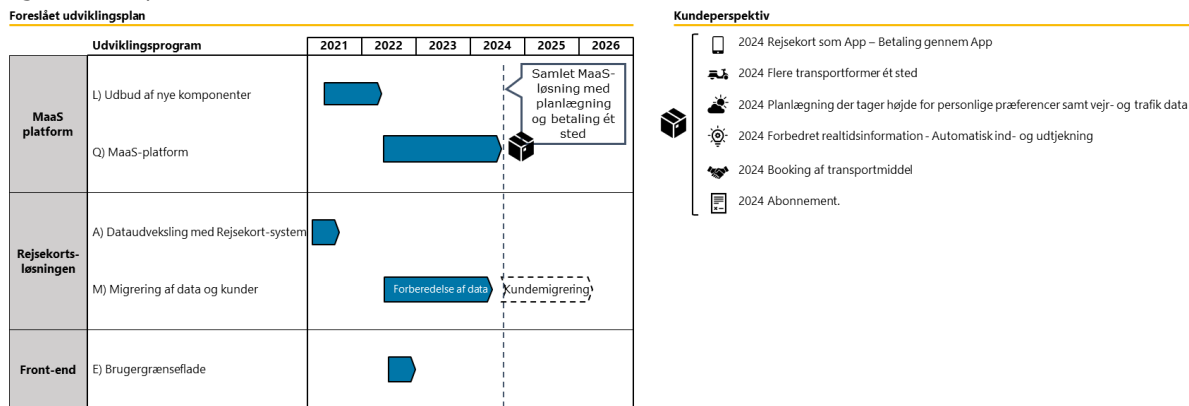 Foreslået udviklingsplan
Udviklingsprogram
2021 2022 2023 2024 2025 2026
MaaS
platform
L) Udbud af nye komponenter
Q) MaaS-platform
Samlet MaaS-
løsning med
planlægning
og betaling ét
sted
Rejsekorts-
løsningen
A) Dataudveksling med Rejsekort-system
M) Migrering af data og kunder
Forberedelse af data
Kundemigrering
Front-end
E) Brugergrænseflade
Kundeperspektiv
2024 Rejsekort som App – Betaling gennem App
2024 Flere transportformer ét sted
2024 Planlægning der tager højde for personlige præferencer samt vejr- og trafik data
2024 Forbedret realtidsinformation - Automatisk ind- og udtjekning
2024 Booking af transportmiddel
2024 Abonnement.